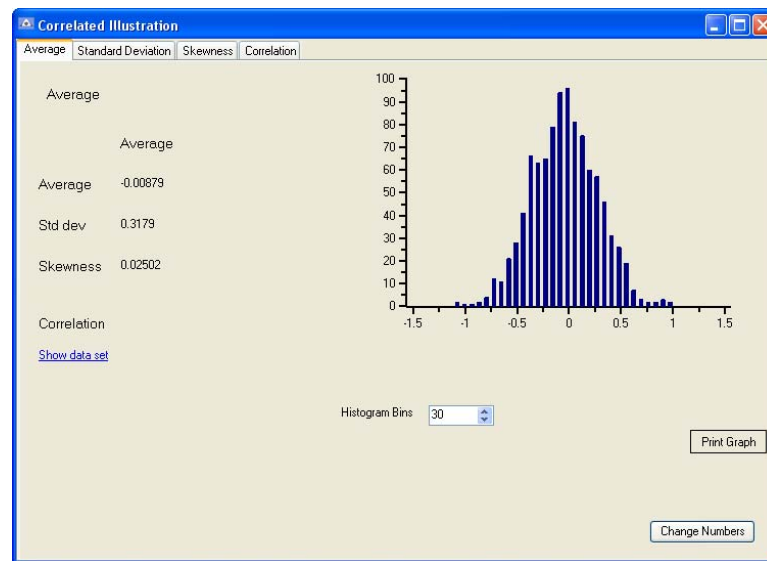 Correlated Illustration
Average Standard Deviation Skewness Correlation
Average
Average
Average -0.00879
Std dev 0.3179
Skewness 0.02502
Correlation
Show data set
100
90
80
70
60
50
40
30
20
10
0
-1.5 -1 -0.5 0 0.5 1 1.5
Histogram Bins 30
Print Graph
Change Numbers